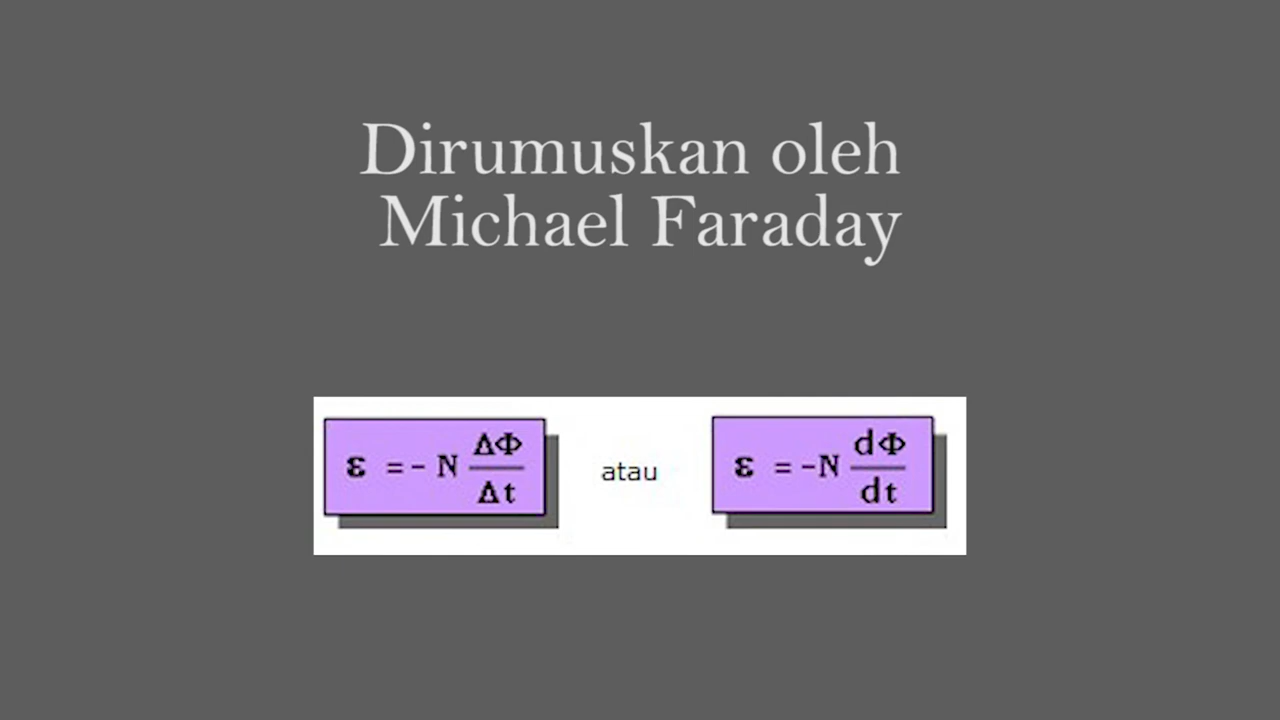 Dirumuskan oleh
Michael Faraday
ε = - N ΔΦ/Δt atau ε = -N dΦ/dt